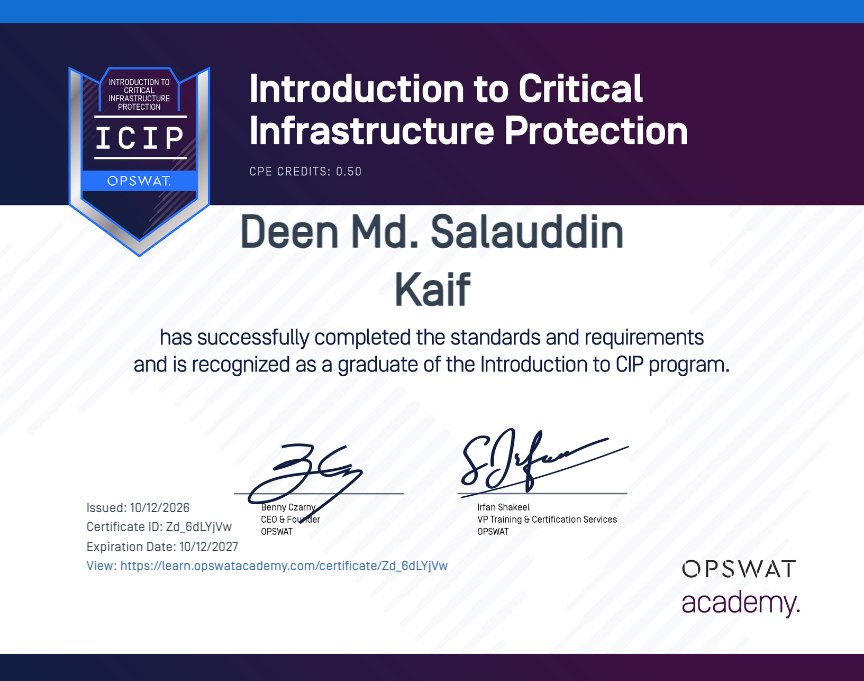 INTRODUCTION TO
CRITICAL
INFRASTRUCTURE
PROTECTION
ICIP
OPSWAT.
Introduction to Critical
Infrastructure Protection
CPE CREDITS: 0.50
Deen Md. Salauddin
Kaif
has successfully completed the standards and requirements
and is recognized as a graduate of the Introduction to CIP program.
Benny Czarny
CEO & Founder
OPSWAT
Irfan Shakeel
VP Training & Certification Services
OPSWAT
Issued: 10/12/2026
Certificate ID: Zd_6dLYjVw
Expiration Date: 10/12/2027
View: https://learn.opswatacademy.com/certificate/Zd_6dLYjVw
OPSWAT
academy.